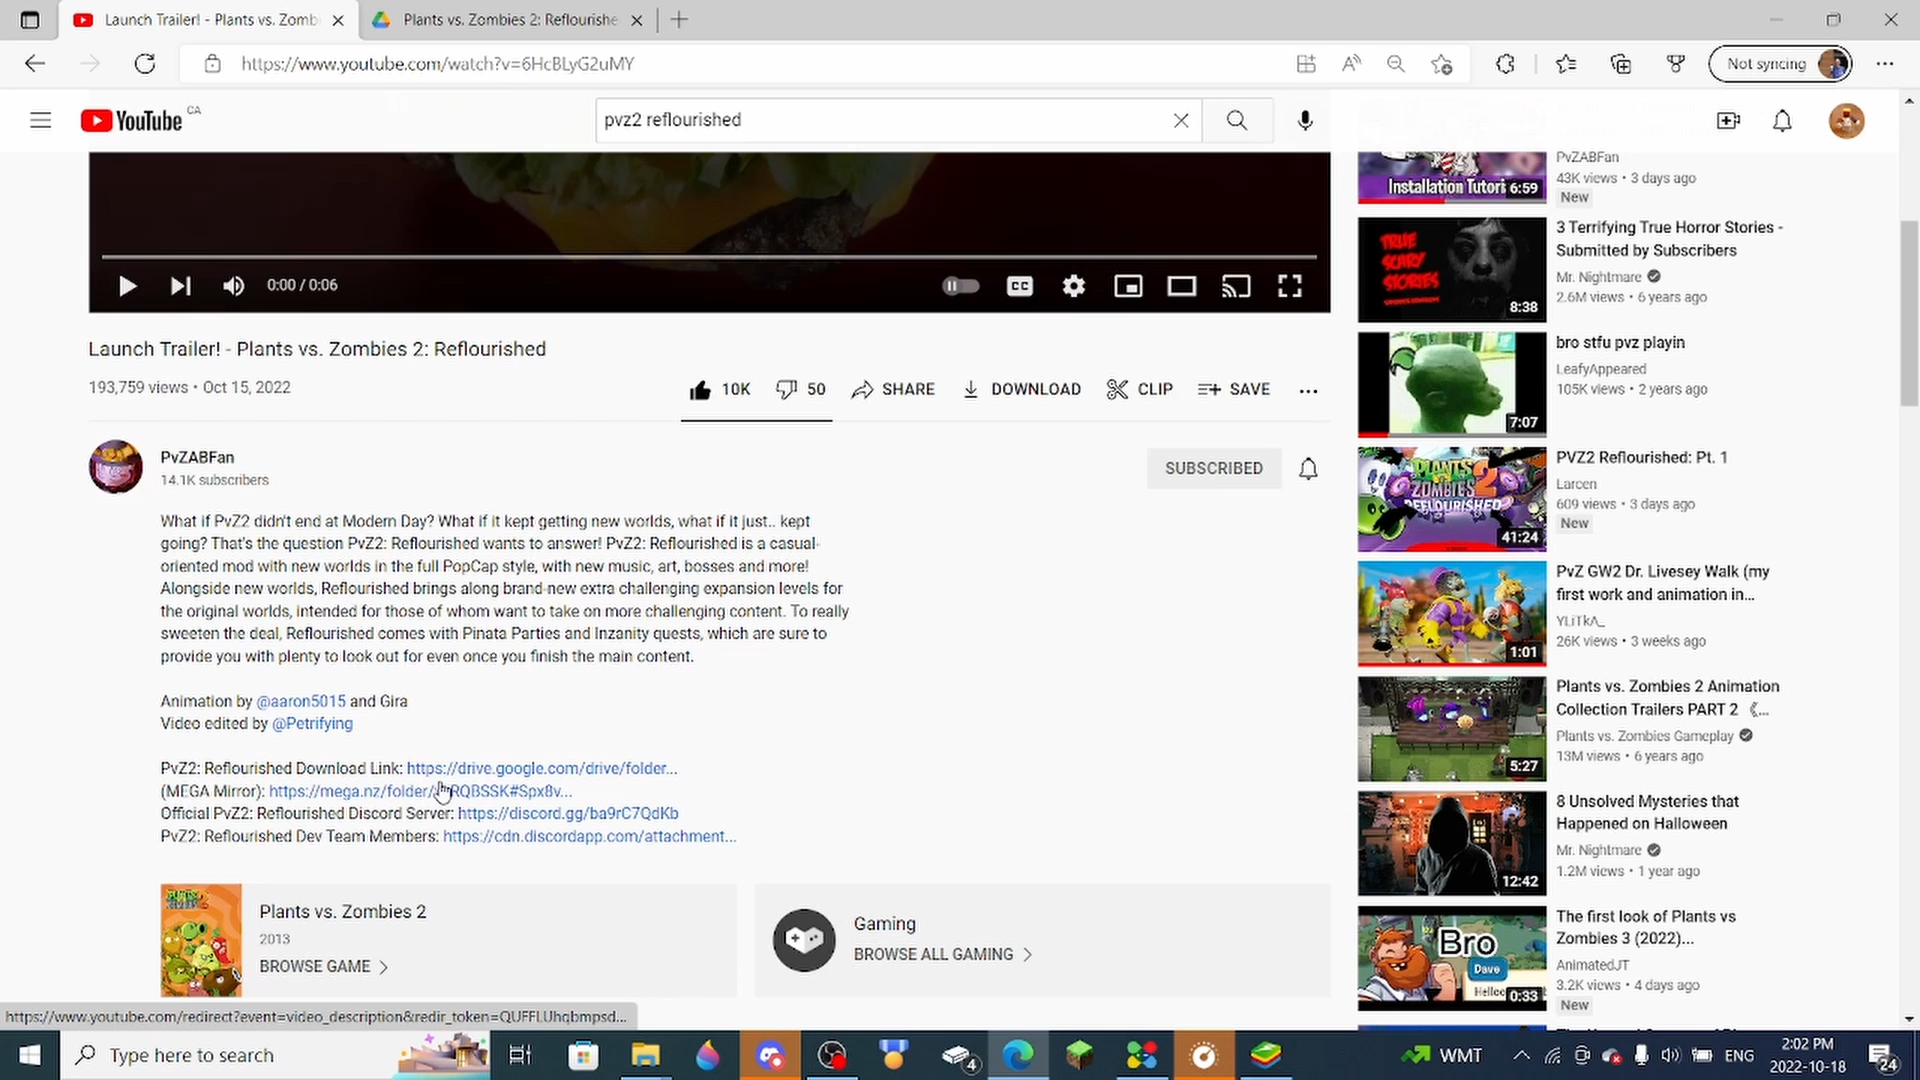 Launch Trailer! - Plants vs. Zomb
Plants vs. Zombies 2: Reflourishe
https://www.youtube.com/watch?v=6HcBLyG2uMY
Not syncing
YouTube CA
pvz2 reflourished
0:00 / 0:06
CC
Launch Trailer! - Plants vs. Zombies 2: Reflourished
193,759 views • Oct 15, 2022
10K
50
SHARE
DOWNLOAD
CLIP
SAVE
PvZABFan
14.1K subscribers
SUBSCRIBED
What if PvZ2 didn't end at Modern Day? What if it kept getting new worlds, what if it just.. kept
going? That's the question PvZ2: Reflourished wants to answer! PvZ2: Reflourished is a casual-
oriented mod with new worlds in the full PopCap style, with new music, art, bosses and more!
Alongside new worlds, Reflourished brings along brand-new extra challenging expansion levels for
the original worlds, intended for those of whom want to take on more challenging content. To really
sweeten the deal, Reflourished comes with Pinata Parties and Inzanity quests, which are sure to
provide you with plenty to look out for even once you finish the main content.
Animation by @aaron5015 and Gira
Video edited by @Petrifying
PvZ2: Reflourished Download Link: https://drive.google.com/drive/folder...
(MEGA Mirror): https://mega.nz/folder/ RQBSSK#Spx8v...
Official PvZ2: Reflourished Discord Server: https://discord.gg/ba9rC7QdKb
PvZ2: Reflourished Dev Team Members: https://cdn.discordapp.com/attachment...
Plants vs. Zombies 2
2013
BROWSE GAME
Gaming
BROWSE ALL GAMING
https://www.youtube.com/redirect?event=video_description&redir_token=QUFFLUhqbmpsd...
Installation Tutori 6:59
PvZABFan
43K views • 3 days ago
New
TRUE
SCARY
STORIES
8:38
3 Terrifying True Horror Stories -
Submitted by Subscribers
Mr. Nightmare
2.6M views • 6 years ago
7:07
bro stfu pvz playin
LeafyAppeared
105K views • 2 years ago
PLANTS vs
ZOMBIES 2
REFLOURISHED
41:24
PVZ2 Reflourished: Pt. 1
Larcen
609 views • 3 days ago
New
1:01
PvZ GW2 Dr. Livesey Walk (my
first work and animation in...
YLiTkA_
26K views • 3 weeks ago
5:27
Plants vs. Zombies 2 Animation
Collection Trailers PART 2 《...
Plants vs. Zombies Gameplay
13M views • 6 years ago
12:42
8 Unsolved Mysteries that
Happened on Halloween
Mr. Nightmare
1.2M views • 1 year ago
Bro
Dave
0:33
The first look of Plants vs
Zombies 3 (2022)...
AnimatedJT
3.2K views • 4 days ago
New
Type here to search
4
WMT
ENG
2:02 PM
2022-10-18
24